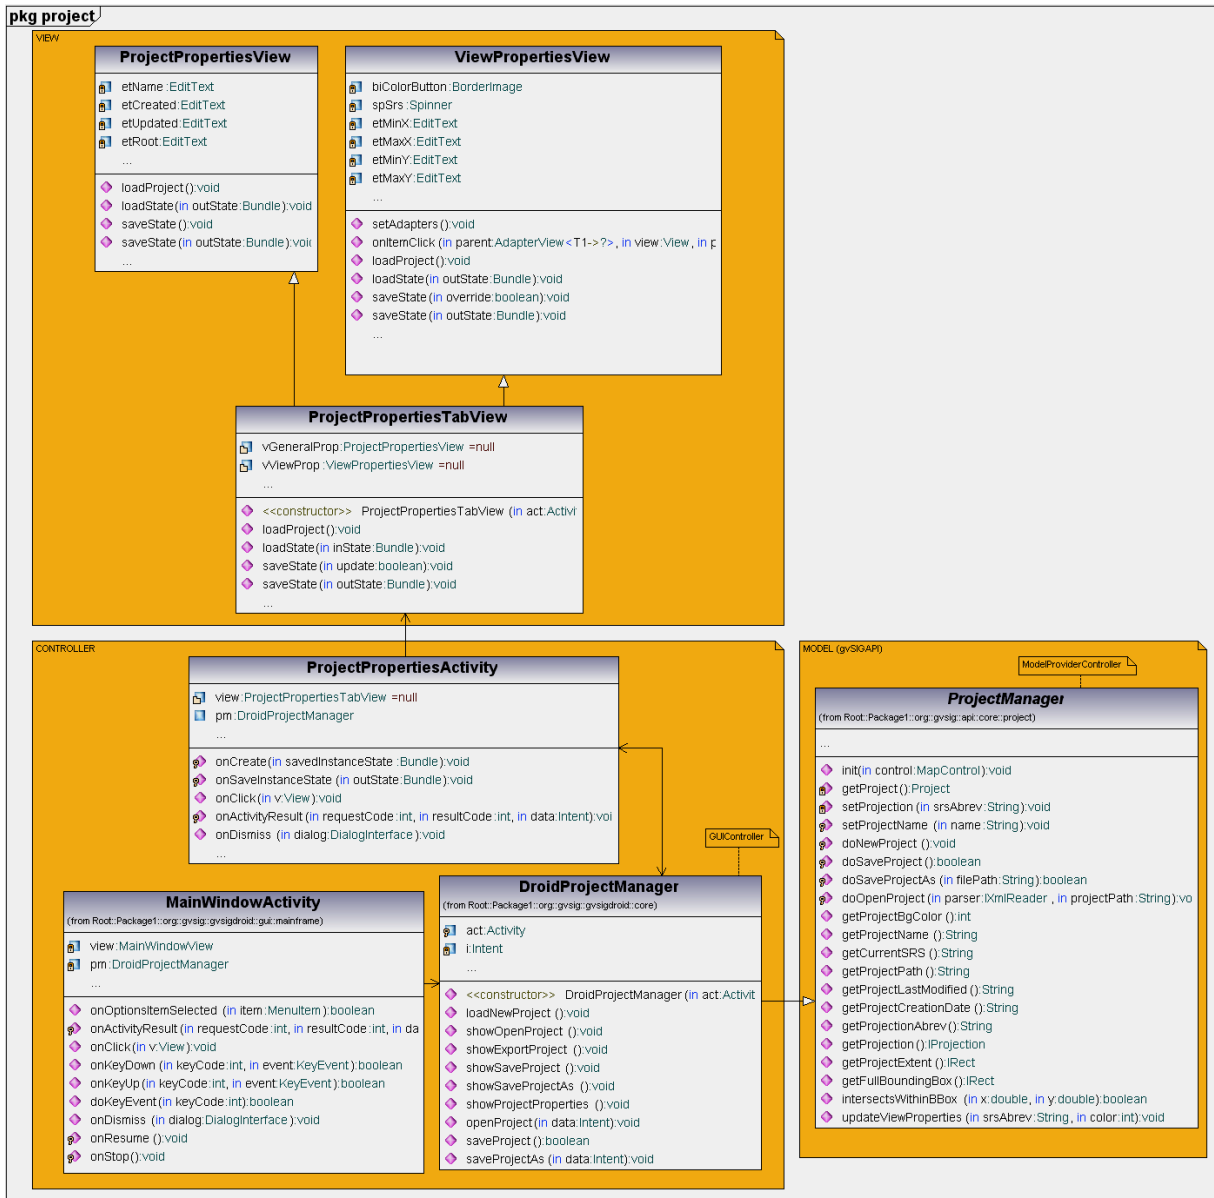 pkg project
VIEW
ProjectPropertiesView
etName:EditText
etCreated:EditText
etUpdated:EditText
etRoot:EditText
...
loadProject():void
loadState(in outState:Bundle):void
saveState():void
saveState(in outState:Bundle):voi
...
ViewPropertiesView
biColorButton:BorderImage
spSrs:Spinner
etMinX:EditText
etMaxX:EditText
etMinY:EditText
etMaxY:EditText
...
setAdapters():void
onItemClick(in parent:AdapterView<T1->?>, in view:View, in p
loadProject():void
loadState(in outState:Bundle):void
saveState(in override:boolean):void
saveState(in outState:Bundle):void
...
ProjectPropertiesTabView
vGeneralProp:ProjectPropertiesView =null
vViewProp:ViewPropertiesView =null
...
<<constructor>> ProjectPropertiesTabView (in act:Activi
loadProject():void
loadState(in inState:Bundle):void
saveState(in update:boolean):void
saveState(in outState:Bundle):void
...
CONTROLLER
ProjectPropertiesActivity
view:ProjectPropertiesTabView =null
pm:DroidProjectManager
...
onCreate(in savedInstanceState :Bundle):void
onSaveInstanceState (in outState:Bundle):void
onClick(in v:View):void
onActivityResult(in requestCode:int, in resultCode:int, in data:Intent):voi
onDismiss (in dialog:DialogInterface):void
...
GUIController
MainWindowActivity
(from Root::Package1::org::gvsig::gvsigdroid::gui::mainframe)
view:MainWindowView
pm:DroidProjectManager
...
onOptionsItemSelected (in item:MenuItem):boolean
onActivityResult(in requestCode:int, in resultCode:int, in da
onClick(in v:View):void
onKeyDown (in keyCode:int, in event:KeyEvent):boolean
onKeyUp(in keyCode:int, in event:KeyEvent):boolean
doKeyEvent(in keyCode:int):boolean
onDismiss (in dialog:DialogInterface):void
onResume():void
onStop():void
DroidProjectManager
(from Root::Package1::org::gvsig::gvsigdroid::core)
act:Activity
i:Intent
...
<<constructor>> DroidProjectManager(in act:Activit
loadNewProject():void
showOpenProject ():void
showExportProject ():void
showSaveProject ():void
showSaveProjectAs ():void
showProjectProperties ():void
openProject(in data:Intent):void
saveProject():boolean
saveProjectAs (in data:Intent):void
MODEL (gvSIGAPI)
ModelProviderController
ProjectManager
(from Root::Package1::org::gvsig::api::core::project)
...
init(in control:MapControl):void
getProject():Project
setProjection (in srsAbrev:String):void
setProjectName (in name:String):void
doNewProject ():void
doSaveProject():boolean
doSaveProjectAs (in filePath:String):boolean
doOpenProject(in parser:IXmlReader , in projectPath:String):vo
getProjectBgColor():int
getProjectName ():String
getCurrentSRS ():String
getProjectPath():String
getProjectLastModified():String
getProjectCreationDate ():String
getProjectionAbrev():String
getProjection():IProjection
getProjectExtent():IRect
getFullBoundingBox():IRect
intersectsWithinBBox (in x:double, in y:double):boolean
updateViewProperties (in srsAbrev:String, in color:int):void